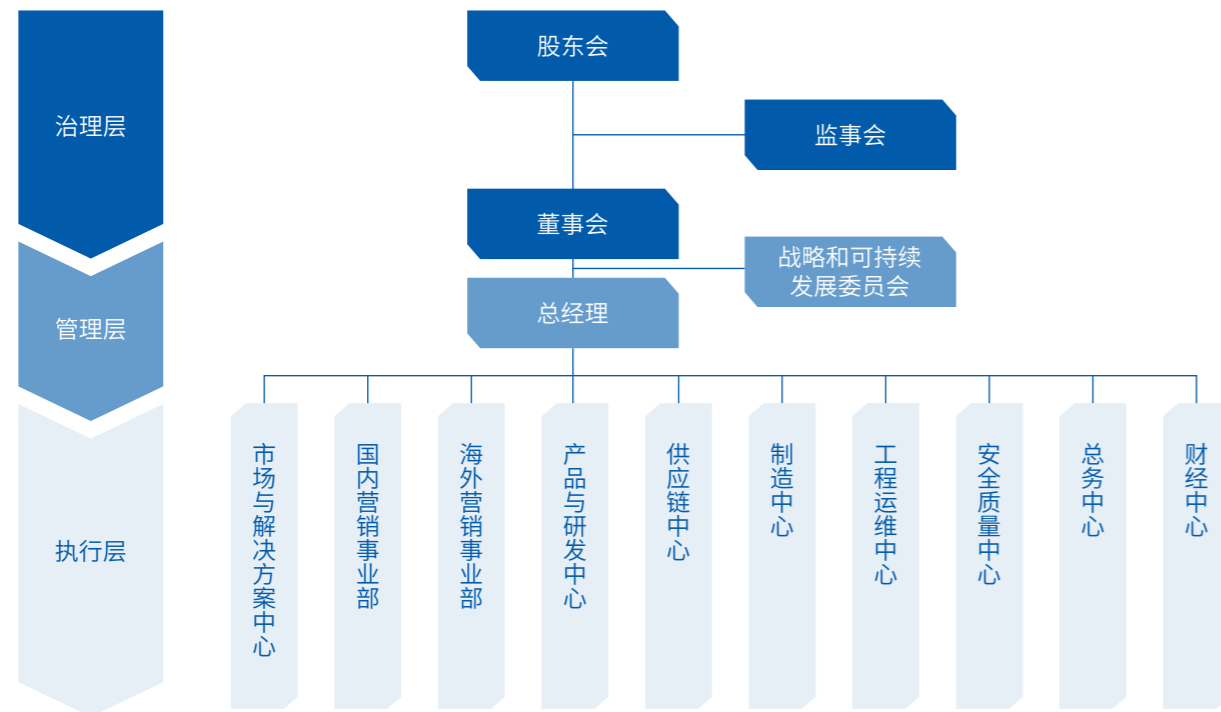 治理层
股东会
监事会
董事会
战略和可持续
发展委员会
管理层
总经理
执行层
市场与解决方案中心
国内营销事业部
海外营销事业部
产品与研发中心
供应链中心
制造中心
工程运维中心
安全质量中心
总务中心
财经中心